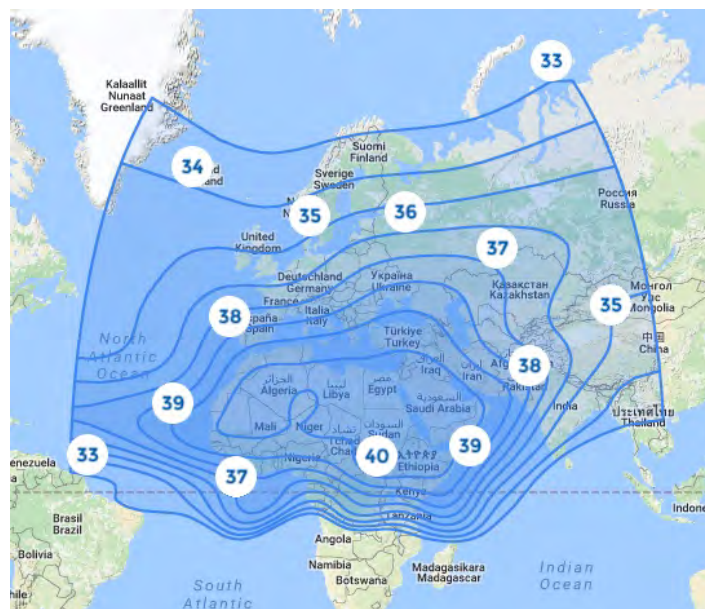 33
Kalaallit
Nunaat
Greenland
34
Suomi
Finland
Sverige
Sweden
Россия
Russia
35
36
United
Kingdom
37
Deutschland
Germany
Україна
Ukraine
Казахстан
Kazakhstan
France
Italia
Italy
38
España
Spain
35
Монгол
Улс
Mongolia
中国
China
Türkiye
Turkey
North
Atlantic
Ocean
38
العراق
Iraq
Iran
Pakistan
39
الجزائر
Algeria
ليبيا
Libya
مصر
Egypt
السعودية
Saudi Arabia
India
ประเทศไทย
Thailand
Mali
Niger
السودان
Sudan
39
33
40
Nigeria
Ethiopia
37
Kenya
Tanzania
Brasil
Brazil
Bolivia
Angola
Namibia
Botswana
Madagasikara
Madagascar
Indian
Ocean
South
Atlantic